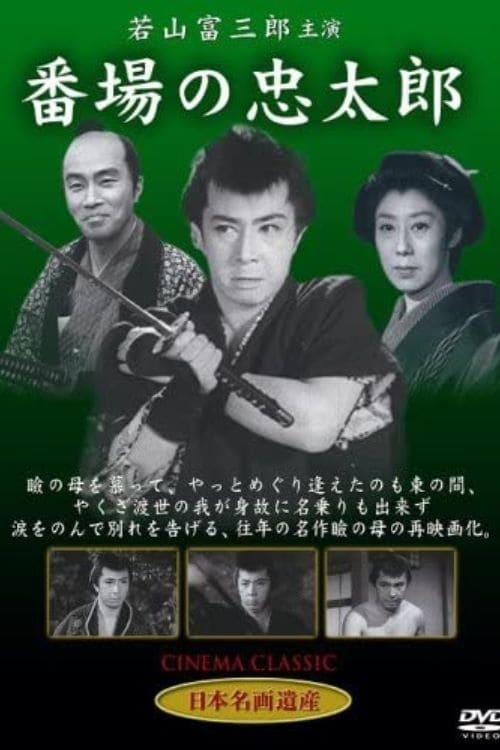 若山富三郎 主演
番場の忠太郎
瞼の母を慕って、やっとめぐり逢えたのも束の間、
やくざ渡世の我が身故に名乗りも出来ず
涙をのんで別れを告げる、往年の名作瞼の母の再映画化。
CINEMA CLASSIC
日本名画遺産
DVD
VIDEO